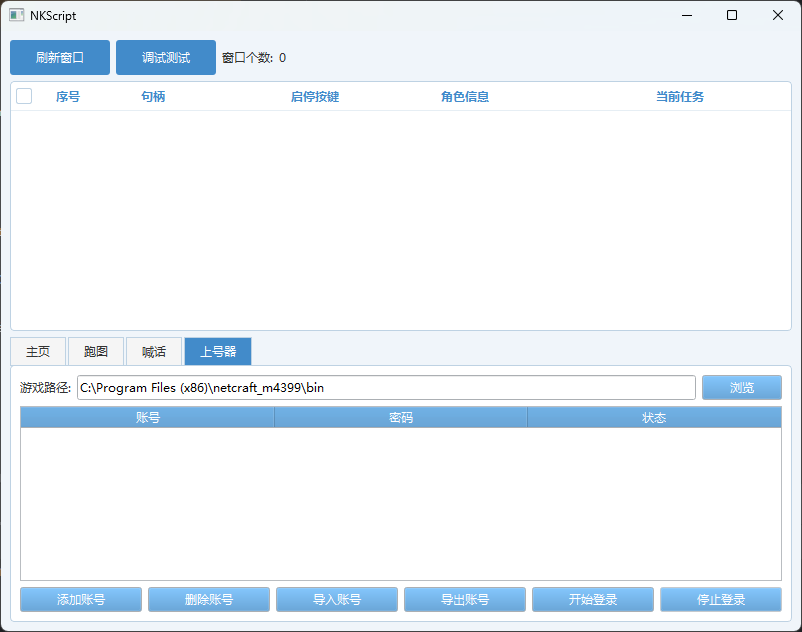 NKScript
刷新窗口 调试测试 窗口个数: 0
序号 句柄 启停按键 角色信息 当前任务
主页 跑图 喊话 上号器
游戏路径: C:\Program Files (x86)\netcraft_m4399\bin 浏览
账号 密码 状态
添加账号 删除账号 导入账号 导出账号 开始登录 停止登录